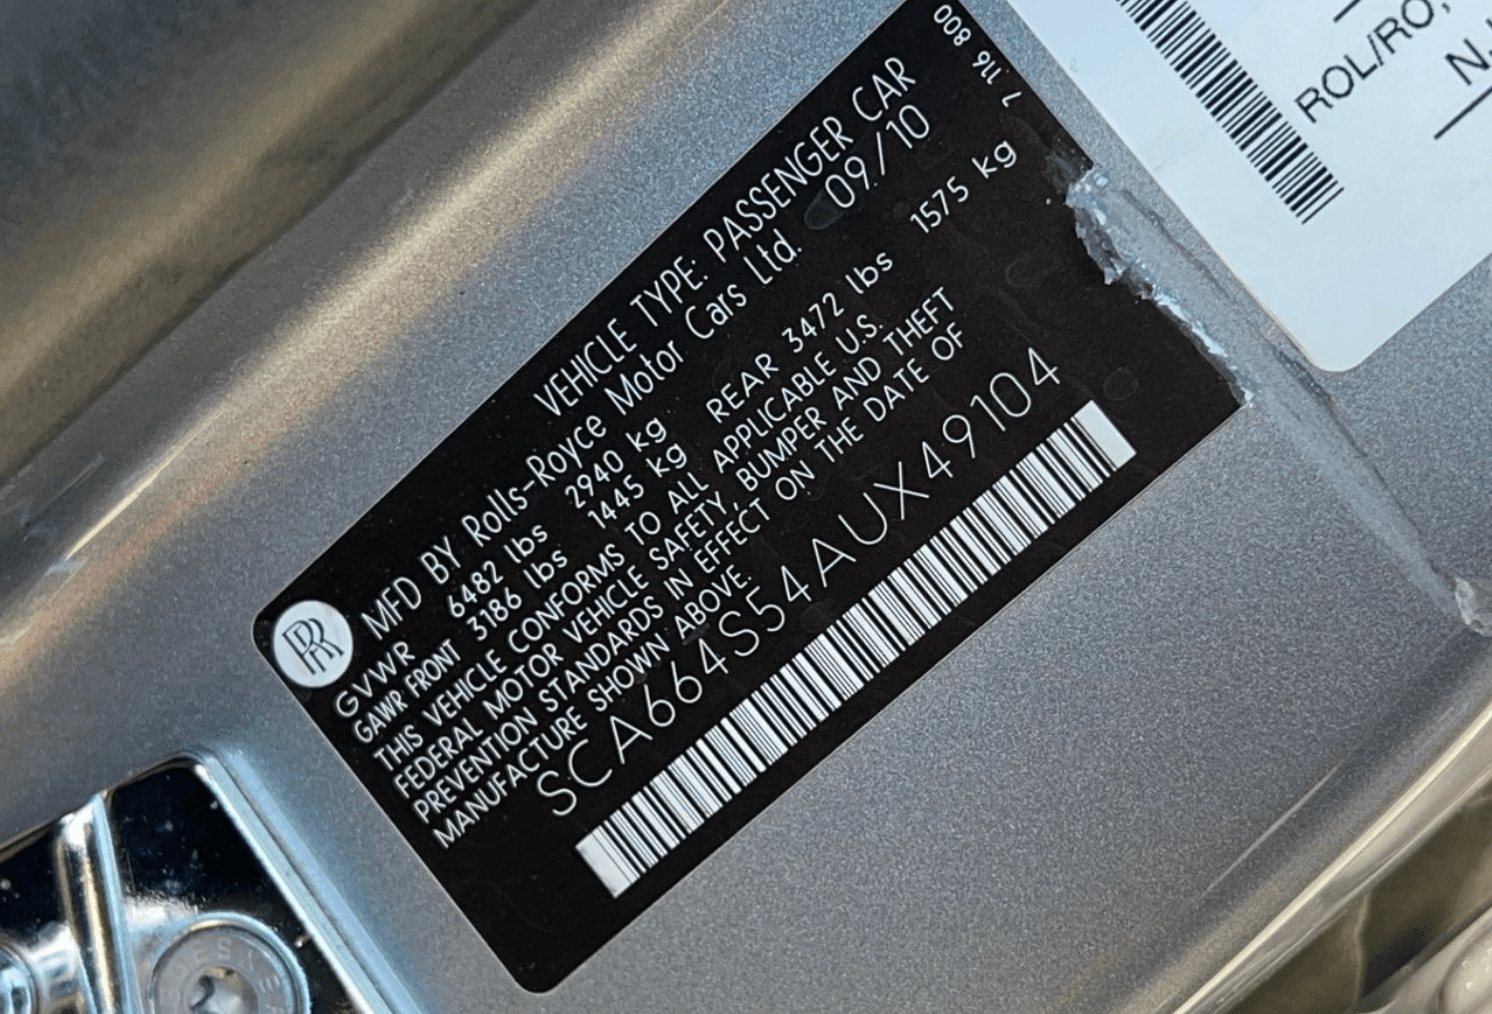 7 116 800
VEHICLE TYPE: PASSENGER CAR
MFD BY Rolls-Royce Motor Cars Ltd. 09/10
GVWR 6482 lbs 2940 kg
GAWR FRONT 3186 lbs 1445 kg REAR 3472 lbs 1575 kg
THIS VEHICLE CONFORMS TO ALL APPLICABLE U.S.
FEDERAL MOTOR VEHICLE SAFETY, BUMPER AND THEFT
PREVENTION STANDARDS IN EFFECT ON THE DATE OF
MANUFACTURE SHOWN ABOVE.
SCA664S54AUX49104
RR
ROL/RO,